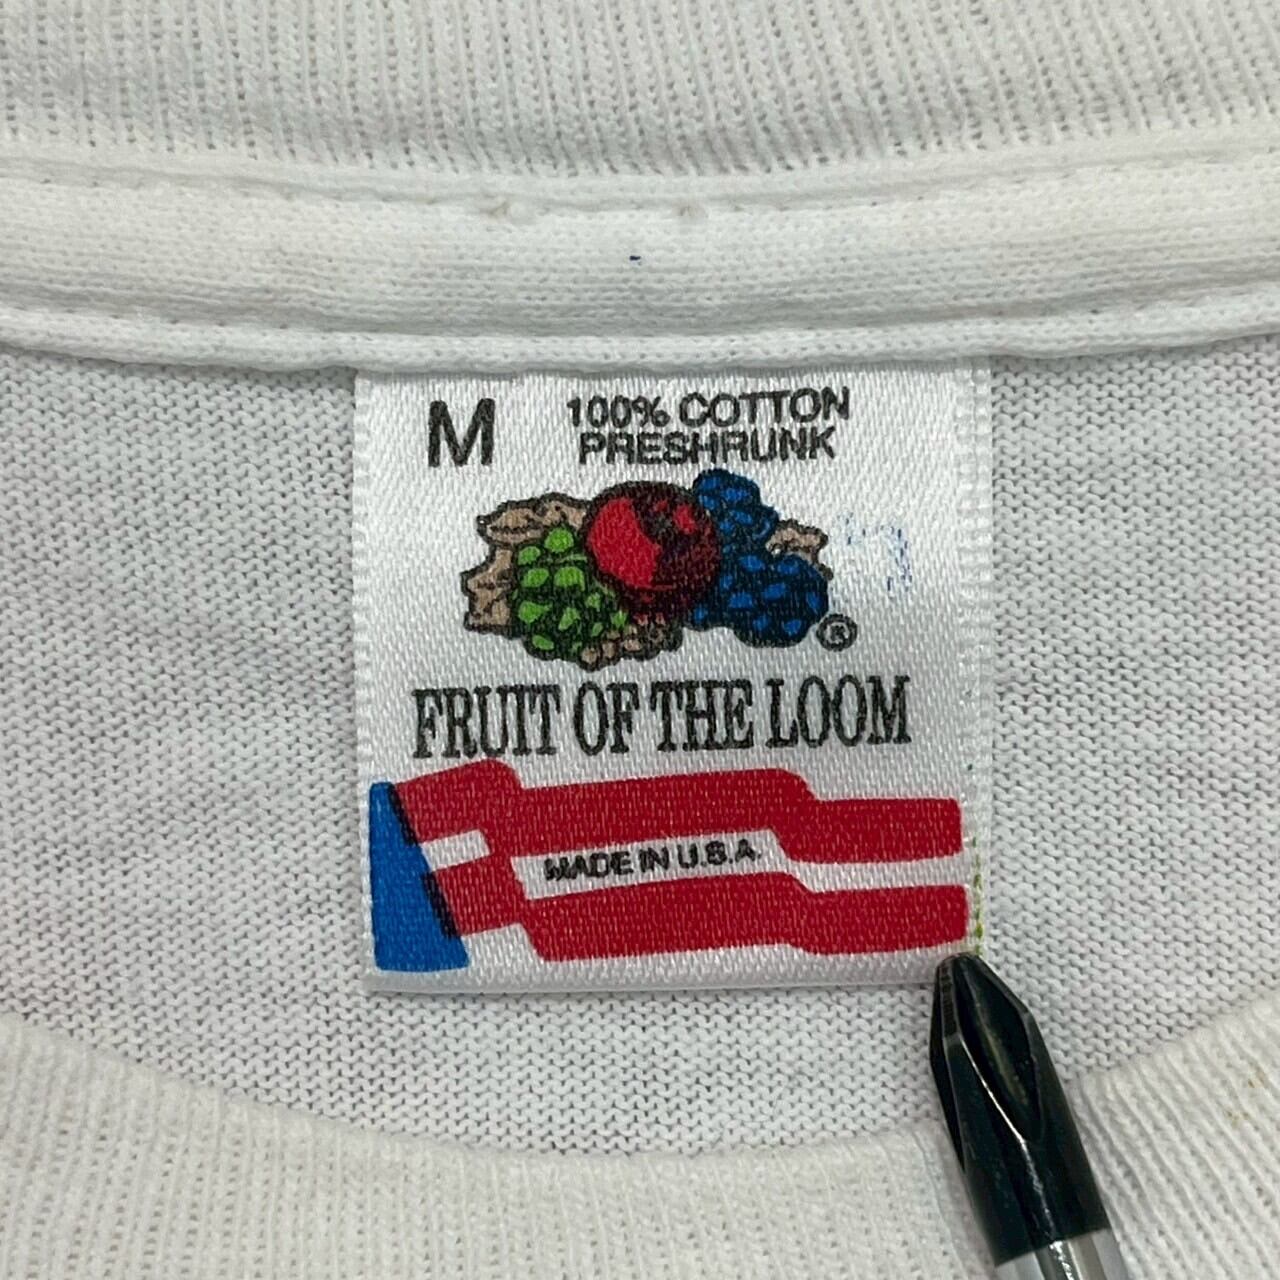 M
100% COTTON
PRESHRUNK
®
FRUIT OF THE LOOM
MADE IN U.S.A.